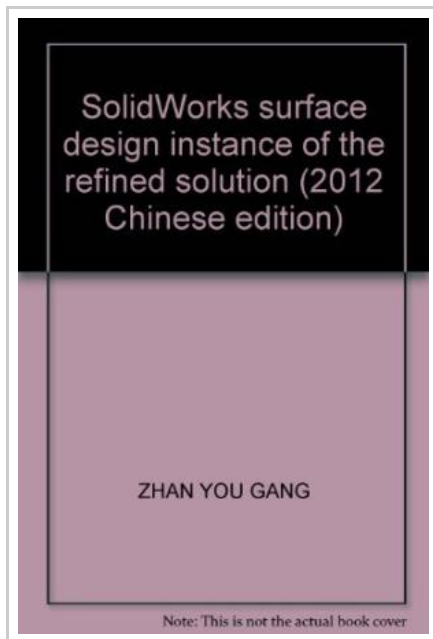 SolidWorks surface
design instance of the
refined solution (2012
Chinese edition)
ZHAN YOU GANG
Note: This is not the actual book cover